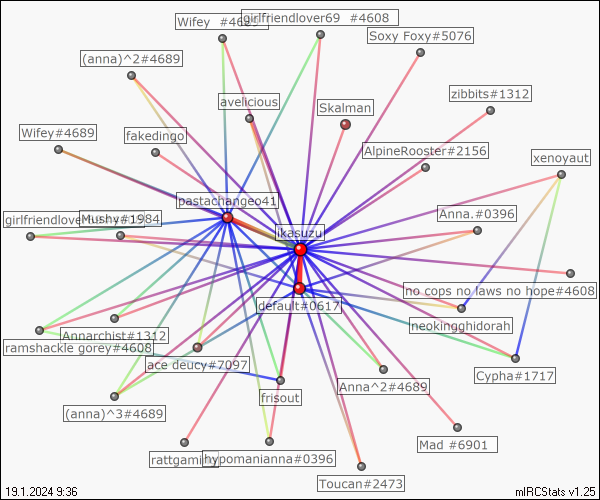 Wifey #4689
girlfriendlover69 #4608
Soxy Foxy#5076
(anna)^2#4689
zibbits#1312
avelicious
Skalman
Wifey#4689
fakedingo
AlpineRooster#2156
xenoyaut
pastachangeo41
Anna.#0396
Mushy#1984
ikasuzu
no cops no laws no hope#4608
default#0617
neokingghidorah
Annarchist#1312
ramshackle gorey#4608
ace deucy#7097
Cypha#1717
Anna^2#4689
frisout
(anna)^3#4689
Mad #6901
hypomanianna#0396
Toucan#2473
19.1.2024 9:36
mIRCStats v1.25